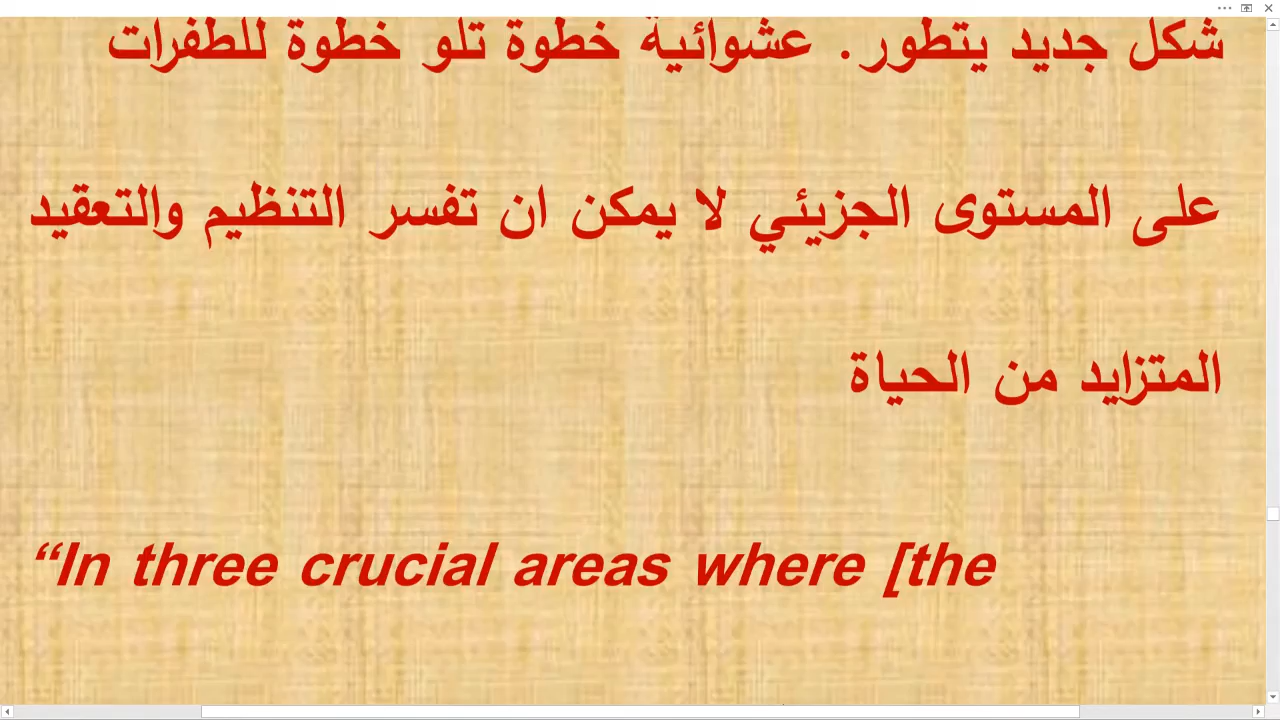 شكل جديد يتطور. عشوائية خطوة تلو خطوة للطفرات
على المستوى الجزيئي لا يمكن ان تفسر التنظيم والتعقيد
المتزايد من الحياة
“In three crucial areas where [the